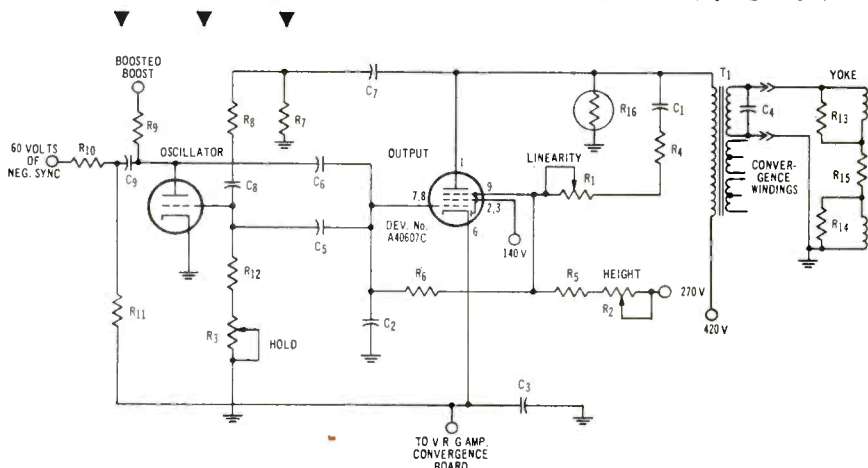 BOOSTED
BOOST
R9
60 VOLTS
OF
NEG. SYNC
R10
C9
OSCILLATOR
R8
R7
C7
C8
C6
C5
R12
R3
HOLD
R11
OUTPUT
1
7,8
9
2,3
6
DEV. No.
A40607C
140 V
R6
C2
C3
LINEARITY
R1
R16
C1
R4
R5
HEIGHT
R2
270 V
T1
420V
C4
CONVER-
GENCE
WINDINGS
YOKE
R13
R15
R14
TO V R G AMP.
CONVERGENCE
BOARD